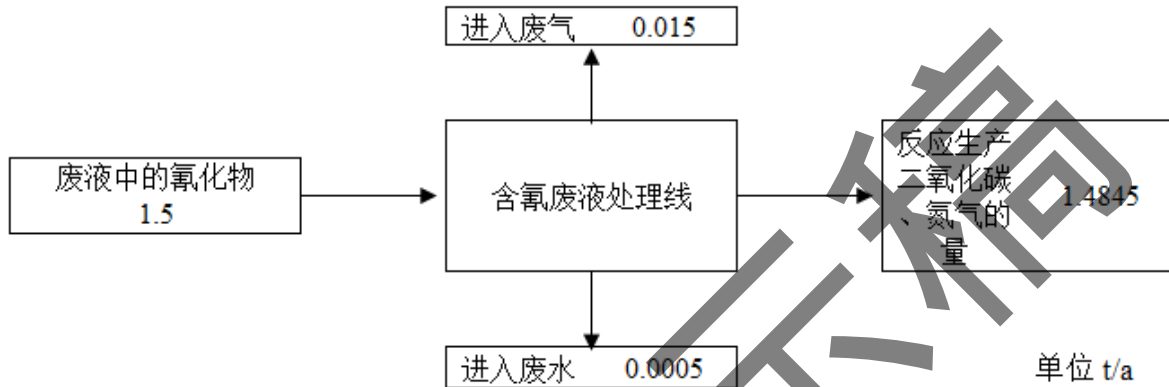 进入废气 0.015
废液中的氰化物
1.5
含氰废液处理线
反应生产
二氧化碳
、氮气的
量
1.4845
进入废水 0.0005
单位 t/a
示稿